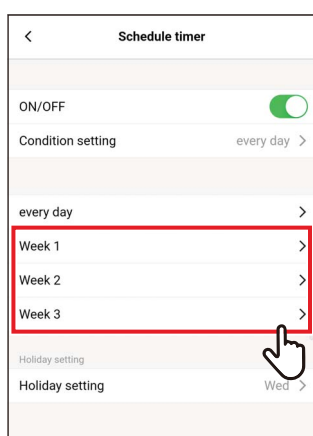 Schedule timer
ON/OFF
Condition setting every day
every day
Week 1
Week 2
Week 3
Holiday setting
Holiday setting Wed